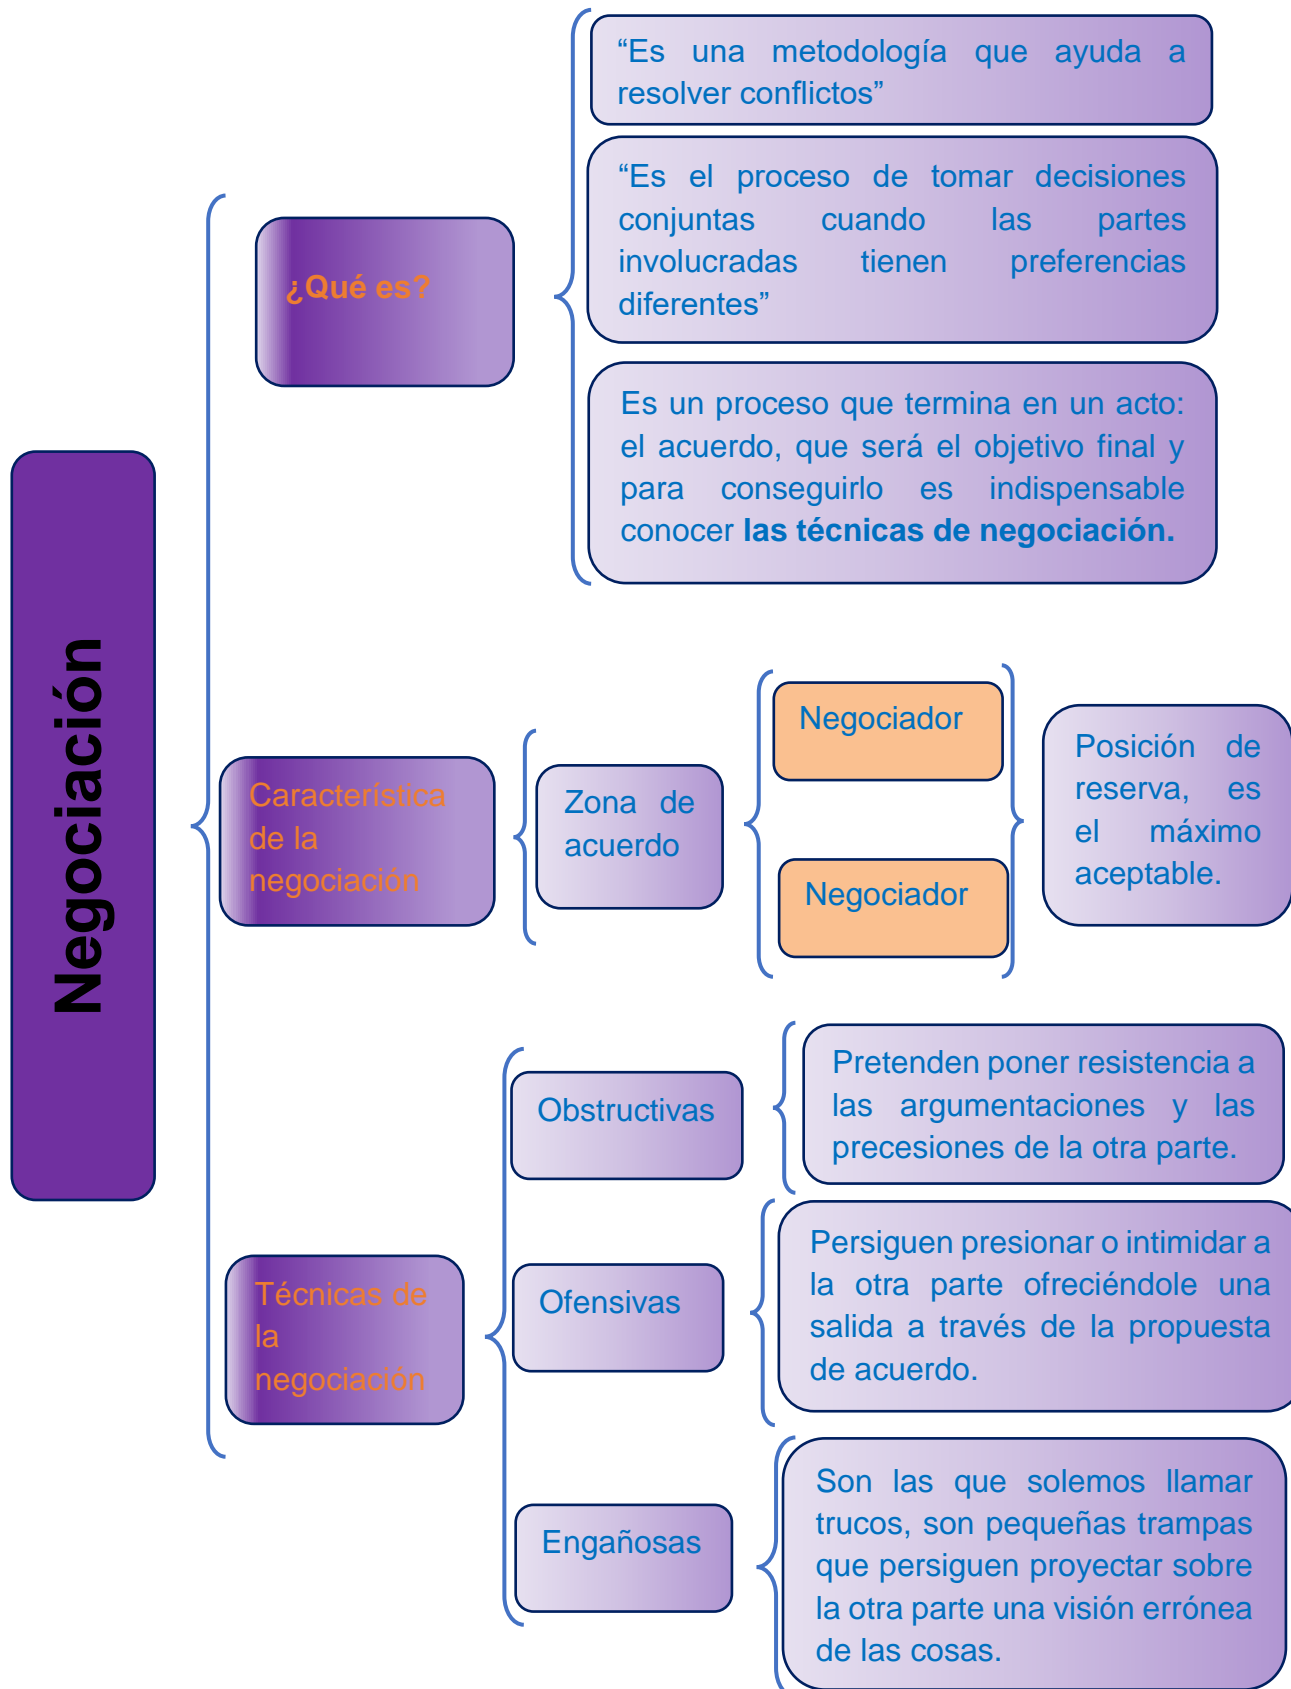 Negociación
¿Qué es?
“Es una metodología que ayuda a
resolver conflictos”
“Es el proceso de tomar decisiones
conjuntas cuando las partes
involucradas tienen preferencias
diferentes”
Es un proceso que termina en un acto:
el acuerdo, que será el objetivo final y
para conseguirlo es indispensable
conocer las técnicas de negociación.
Característica
de la
negociación
Zona de
acuerdo
Negociador
Negociador
Posición de
reserva, es
el máximo
aceptable.
Técnicas de
la
negociación
Obstructivas
Pretenden poner resistencia a
las argumentaciones y las
precesiones de la otra parte.
Ofensivas
Persiguen presionar o intimidar a
la otra parte ofreciéndole una
salida a través de la propuesta
de acuerdo.
Engañosas
Son las que solemos llamar
trucos, son pequeñas trampas
que persiguen proyectar sobre
la otra parte una visión errónea
de las cosas.